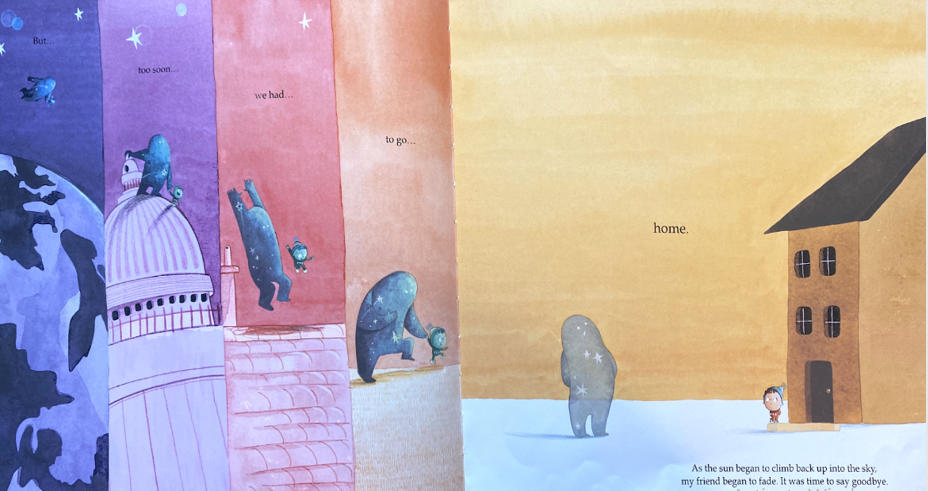 But...
too soon...
we had...
to go...
home.
As the sun began to climb back up into the sky,
my friend began to fade. It was time to say goodbye.